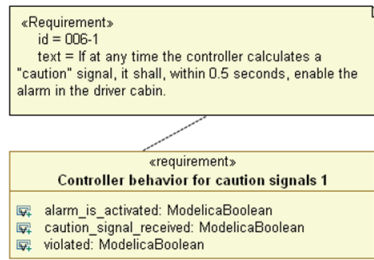 «Requirement»
id = 006-1
text = If at any time the controller calculates a
"caution" signal, it shall, within 0.5 seconds, enable the
alarm in the driver cabin.
«requirement»
Controller behavior for caution signals 1
alarm_is_activated: ModelicaBoolean
caution_signal_received: ModelicaBoolean
violated: ModelicaBoolean